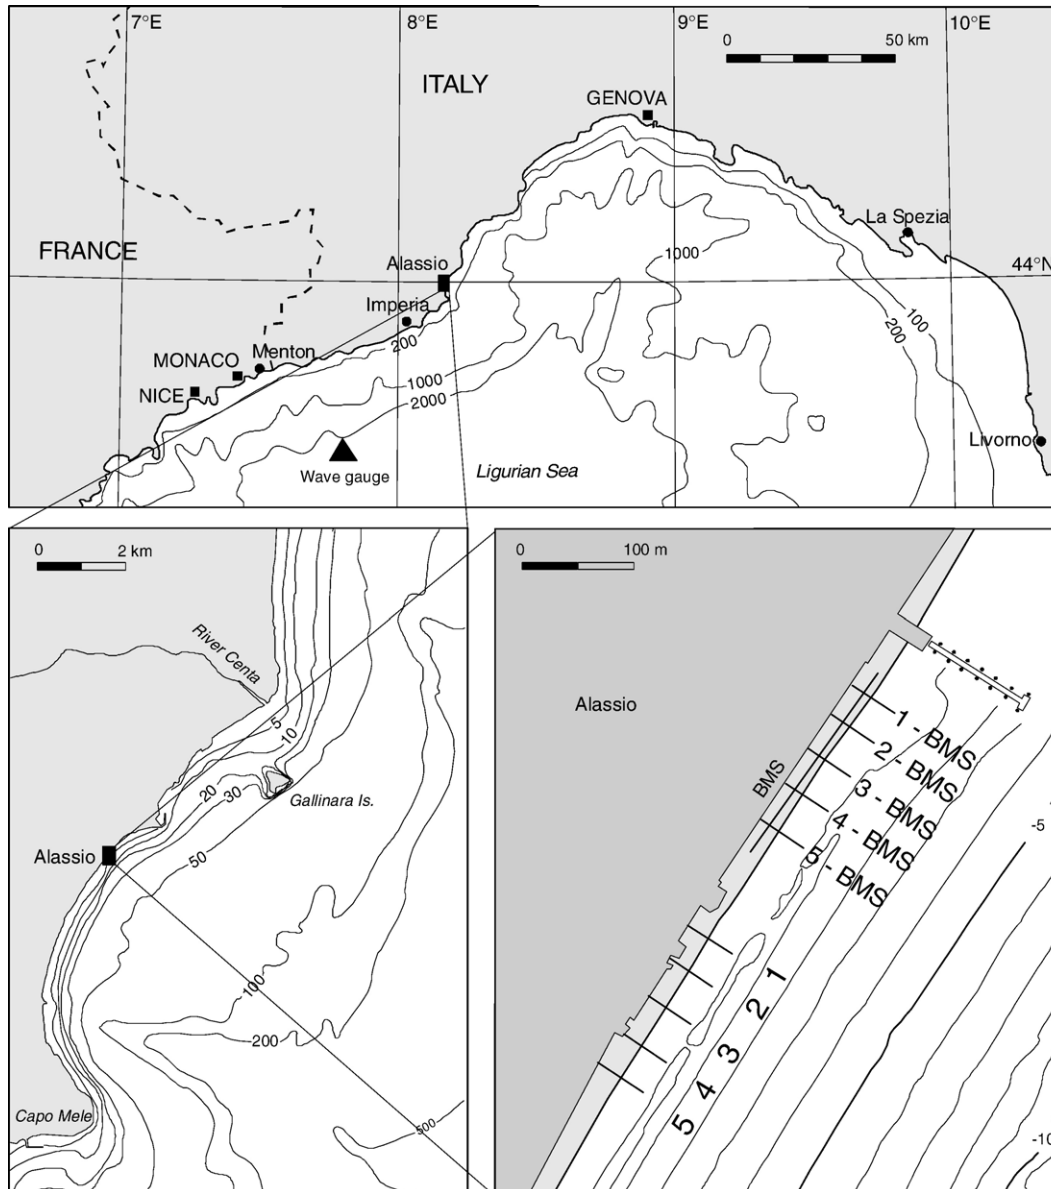 7°E
8°E
9°E
10°E
0
50 km
ITALY
GENOVA
La Spezia
FRANCE
Alassio
1000
44°N
Imperia
100
200
200
MONACO
Menton
1000
NICE
2000
Livorno
Wave gauge
Ligurian Sea
0
2 km
River Centa
5
10
20
30
Gallinara Is.
50
Alassio
100
200
Capo Mele
500
0
100 m
Alassio
BMS
1 - BMS
2 - BMS
3 - BMS
4 - BMS
5 - BMS
-5
1
2
3
4
5
-10